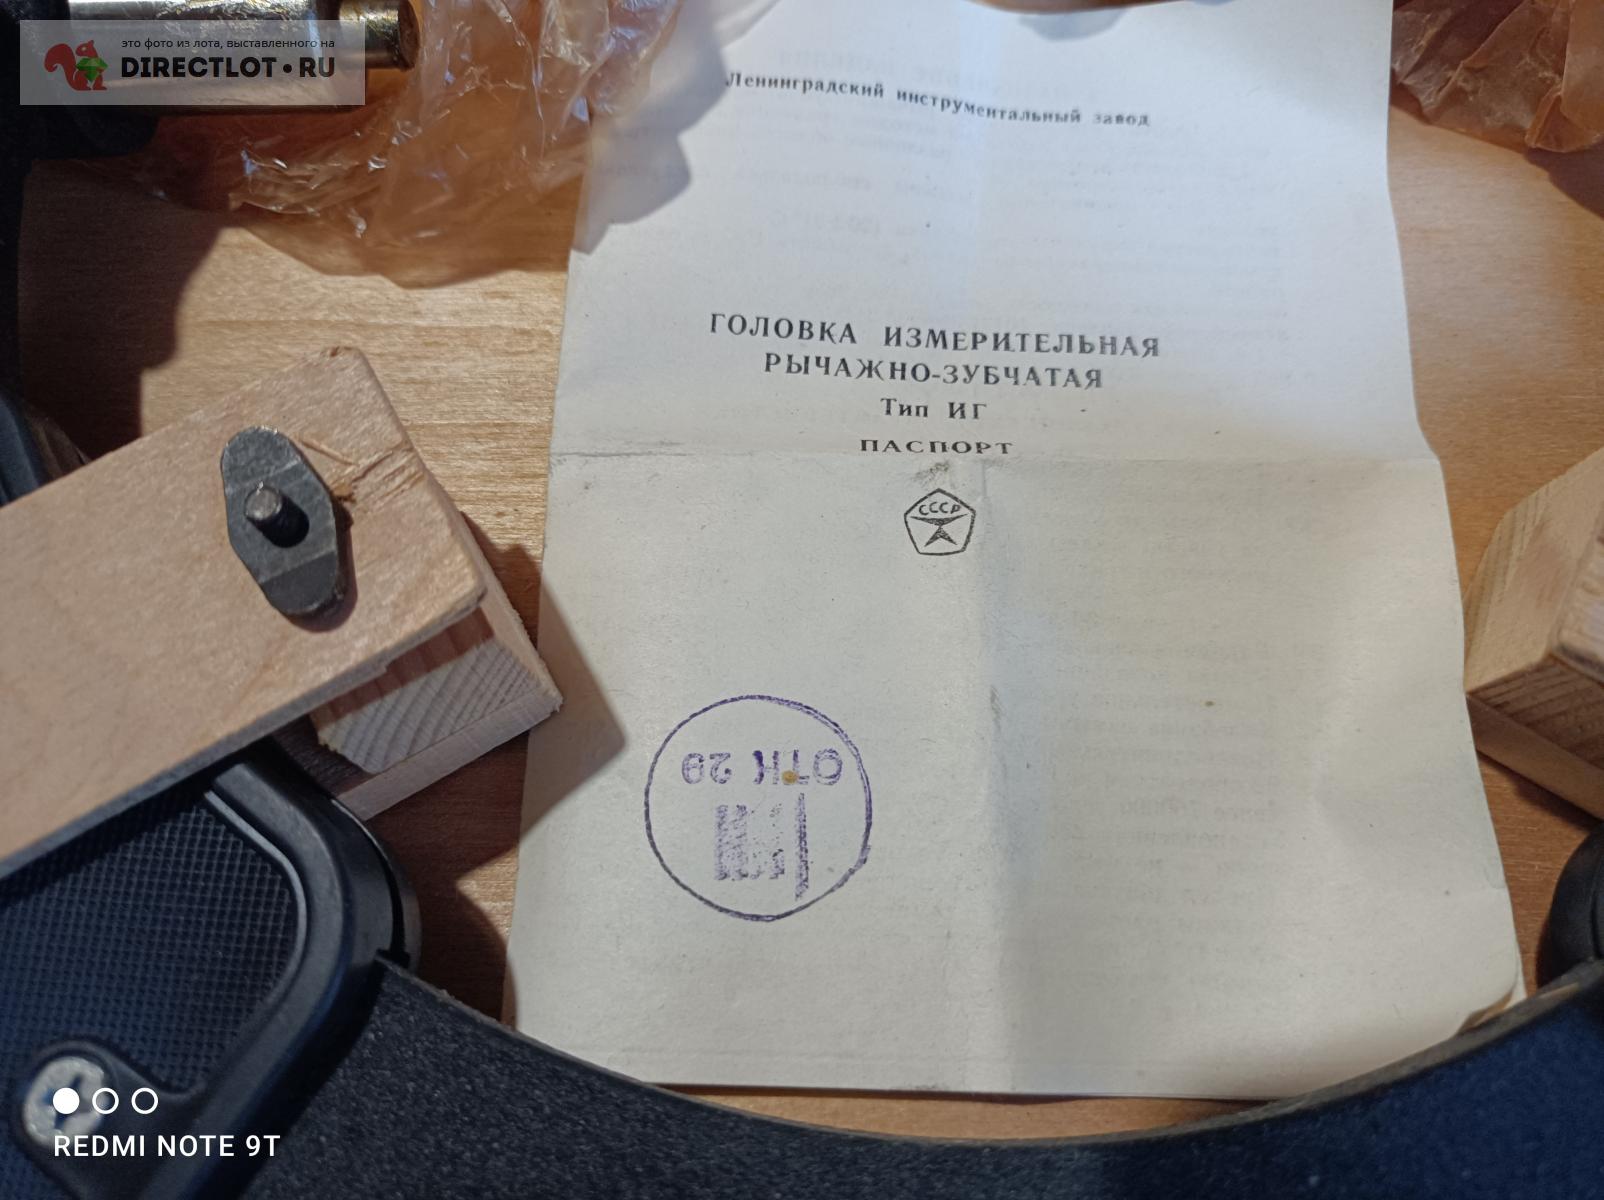 это фото из лота, выставленного на
DIRECTLOT.RU
Ленинградский инструментальный завод
ГОЛОВКА ИЗМЕРИТЕЛЬНАЯ
РЫЧАЖНО-ЗУБЧАТАЯ
Тип ИГ
ПАСПОРТ
СССР
ОТК 29
REDMI NOTE 9T